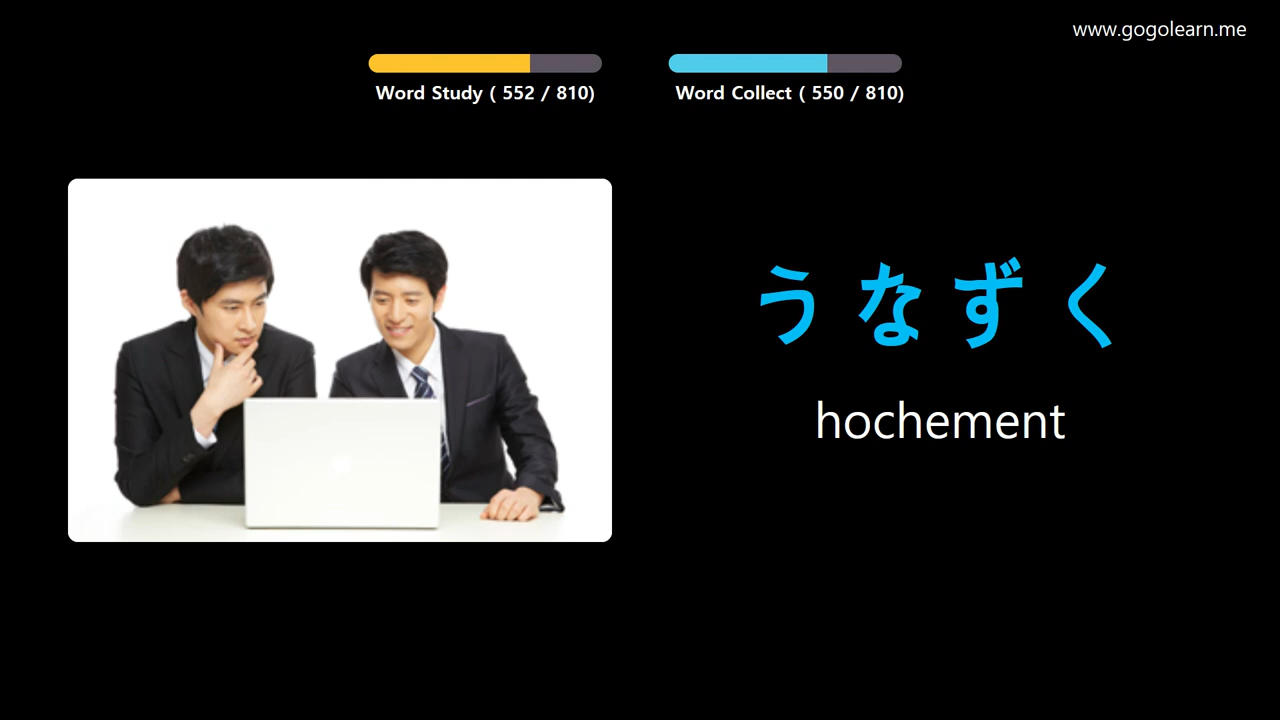 www.gogolearn.me
Word Study ( 552 / 810)
Word Collect ( 550 / 810)
うなずく
hochement